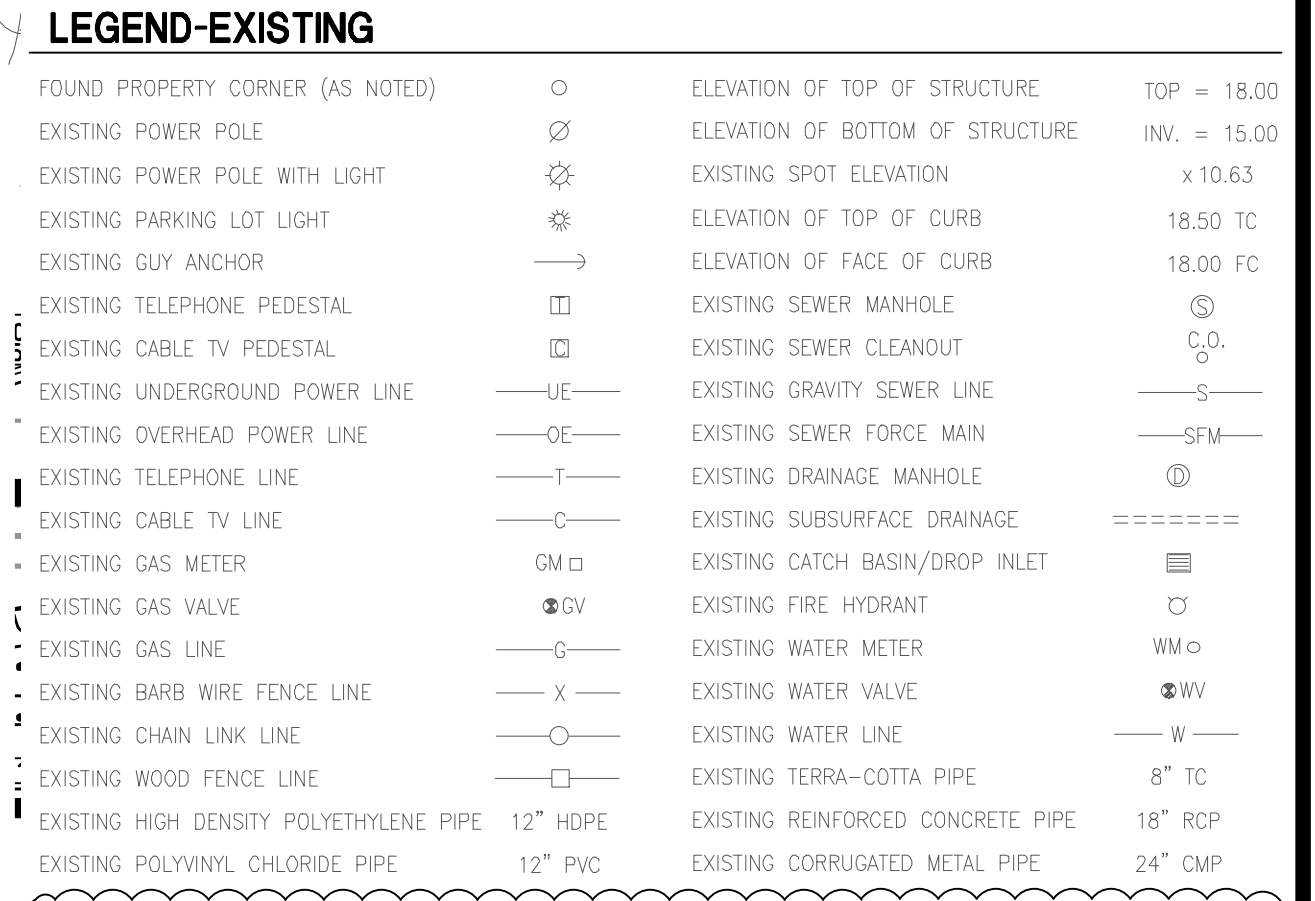 LEGEND-EXISTING
FOUND PROPERTY CORNER (AS NOTED)
EXISTING POWER POLE
EXISTING POWER POLE WITH LIGHT
EXISTING PARKING LOT LIGHT
EXISTING GUY ANCHOR
EXISTING TELEPHONE PEDESTAL T
EXISTING CABLE TV PEDESTAL C
EXISTING UNDERGROUND POWER LINE UE
EXISTING OVERHEAD POWER LINE OE
EXISTING TELEPHONE LINE T
EXISTING CABLE TV LINE C
EXISTING GAS METER GM
EXISTING GAS VALVE GV
EXISTING GAS LINE G
EXISTING BARB WIRE FENCE LINE X
EXISTING CHAIN LINK LINE
EXISTING WOOD FENCE LINE
EXISTING HIGH DENSITY POLYETHYLENE PIPE 12" HDPE
EXISTING POLYVINYL CHLORIDE PIPE 12" PVC
ELEVATION OF TOP OF STRUCTURE TOP = 18.00
ELEVATION OF BOTTOM OF STRUCTURE INV. = 15.00
EXISTING SPOT ELEVATION x 10.63
ELEVATION OF TOP OF CURB 18.50 TC
ELEVATION OF FACE OF CURB 18.00 FC
EXISTING SEWER MANHOLE S
EXISTING SEWER CLEANOUT C.O.
EXISTING GRAVITY SEWER LINE S
EXISTING SEWER FORCE MAIN SFM
EXISTING DRAINAGE MANHOLE D
EXISTING SUBSURFACE DRAINAGE =======
EXISTING CATCH BASIN/DROP INLET
EXISTING FIRE HYDRANT
EXISTING WATER METER WM
EXISTING WATER VALVE WV
EXISTING WATER LINE W
EXISTING TERRA-COTTA PIPE 8" TC
EXISTING REINFORCED CONCRETE PIPE 18" RCP
EXISTING CORRUGATED METAL PIPE 24" CMP